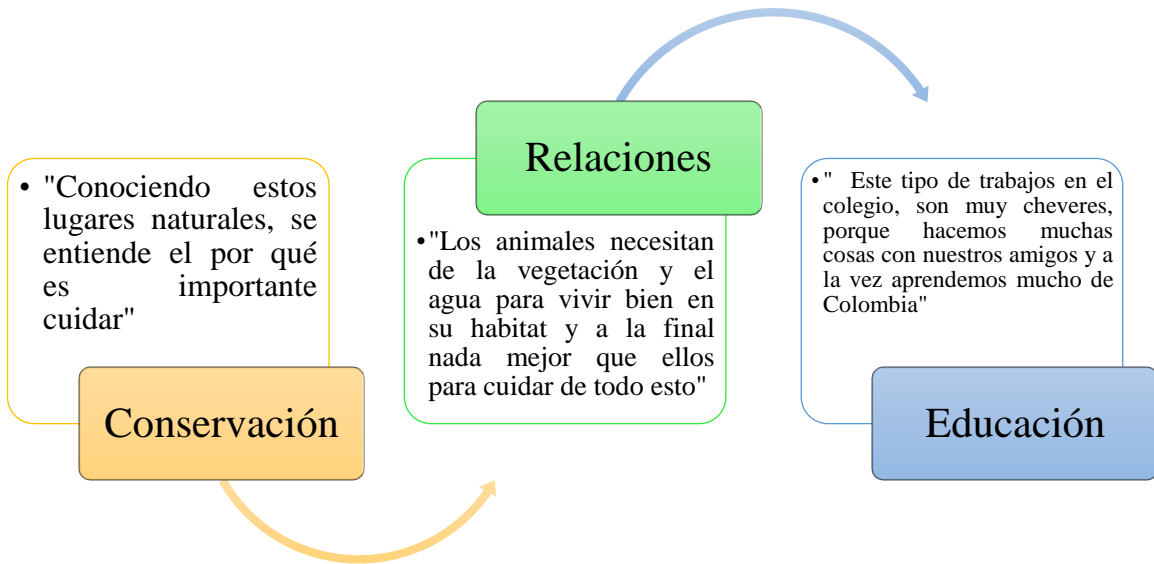 • "Conociendo estos
lugares naturales, se
entiende el por qué
es importante
cuidar"
Conservación
Relaciones
•"Los animales necesitan
de la vegetación y el
agua para vivir bien en
su habitat y a la final
nada mejor que ellos
para cuidar de todo esto"
•" Este tipo de trabajos en el
colegio, son muy cheveres,
porque hacemos muchas
cosas con nuestros amigos y a
la vez aprendemos mucho de
Colombia"
Educación